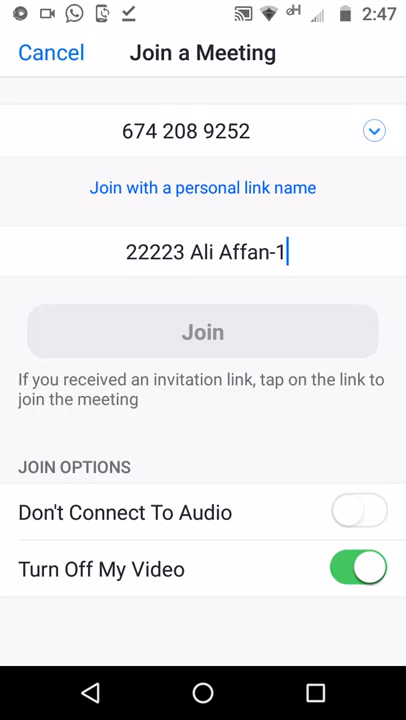 2:47
Cancel Join a Meeting
674 208 9252
Join with a personal link name
22223 Ali Affan-1
Join
If you received an invitation link, tap on the link to
join the meeting
JOIN OPTIONS
Don't Connect To Audio
Turn Off My Video